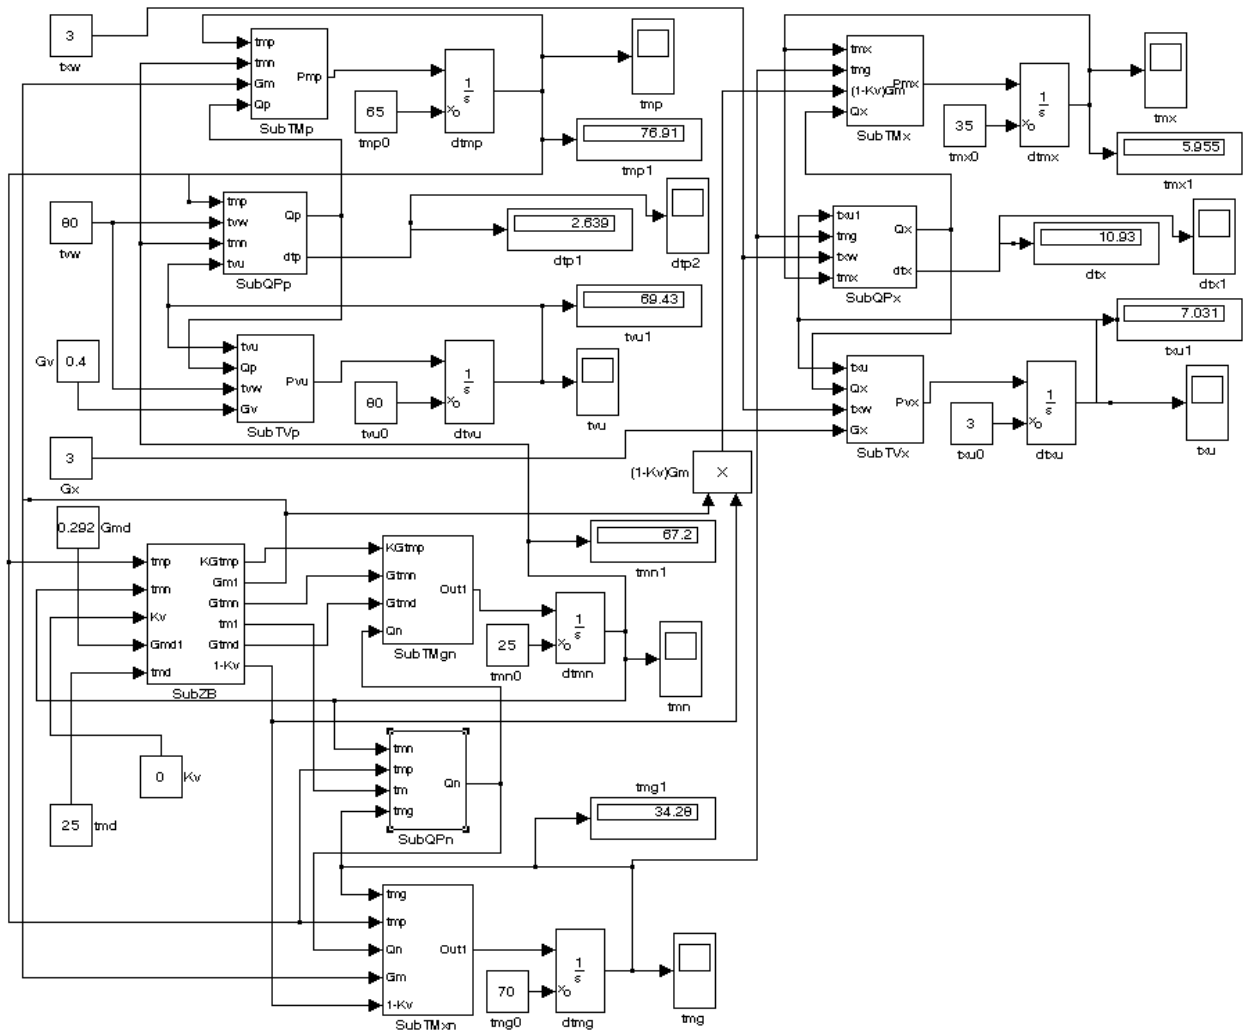 3
txw
tmp
tmn
Gm
Qp
Pmp
SubTMp
65
tmp0
1
s
xo
dtmp
tmp
76.91
tmp1
tmx
tmg
(1-Kv)Gm
Qx
Pmx
SubTMx
35
tmx0
1
s
xo
dtmx
tmx
5.955
tmx1
80
tvw
tmp
tvw
tmn
tvu
Qp
dtp
SubQPp
2.639
dtp1
dtp2
txu1
tmg
txw
tmx
Qx
dtx
SubQPx
10.93
dtx
dtx1
69.43
tvu1
7.031
txu1
Gv
0.4
tvu
Qp
tvw
Gv
Pvu
SubTVp
80
tvu0
1
s
xo
dtvu
tvu
txu
Qx
txw
Gx
Pvx
SubTVx
3
txu0
1
s
xo
dtxu
txu
3
Gx
(1-Kv)Gm
×
0.292
Gmd
tmp
tmn
Kv
Gmd1
tmd
KGtmp
Gm1
Gtmn
tm1
Gtmd
1-Kv
SubZB
KGtmp
Gtmn
Gtmd
Qn
Out1
SubTMgn
25
tmn0
1
s
xo
dtmn
67.2
tmn1
tmn
0
Kv
25
tmd
tmn
tmp
tm
tmg
Qn
SubQPn
tmg1
34.28
tmg
tmp
Qn
Gm
1-Kv
Out1
SubTMxn
70
tmg0
1
s
xo
dtmg
tmg